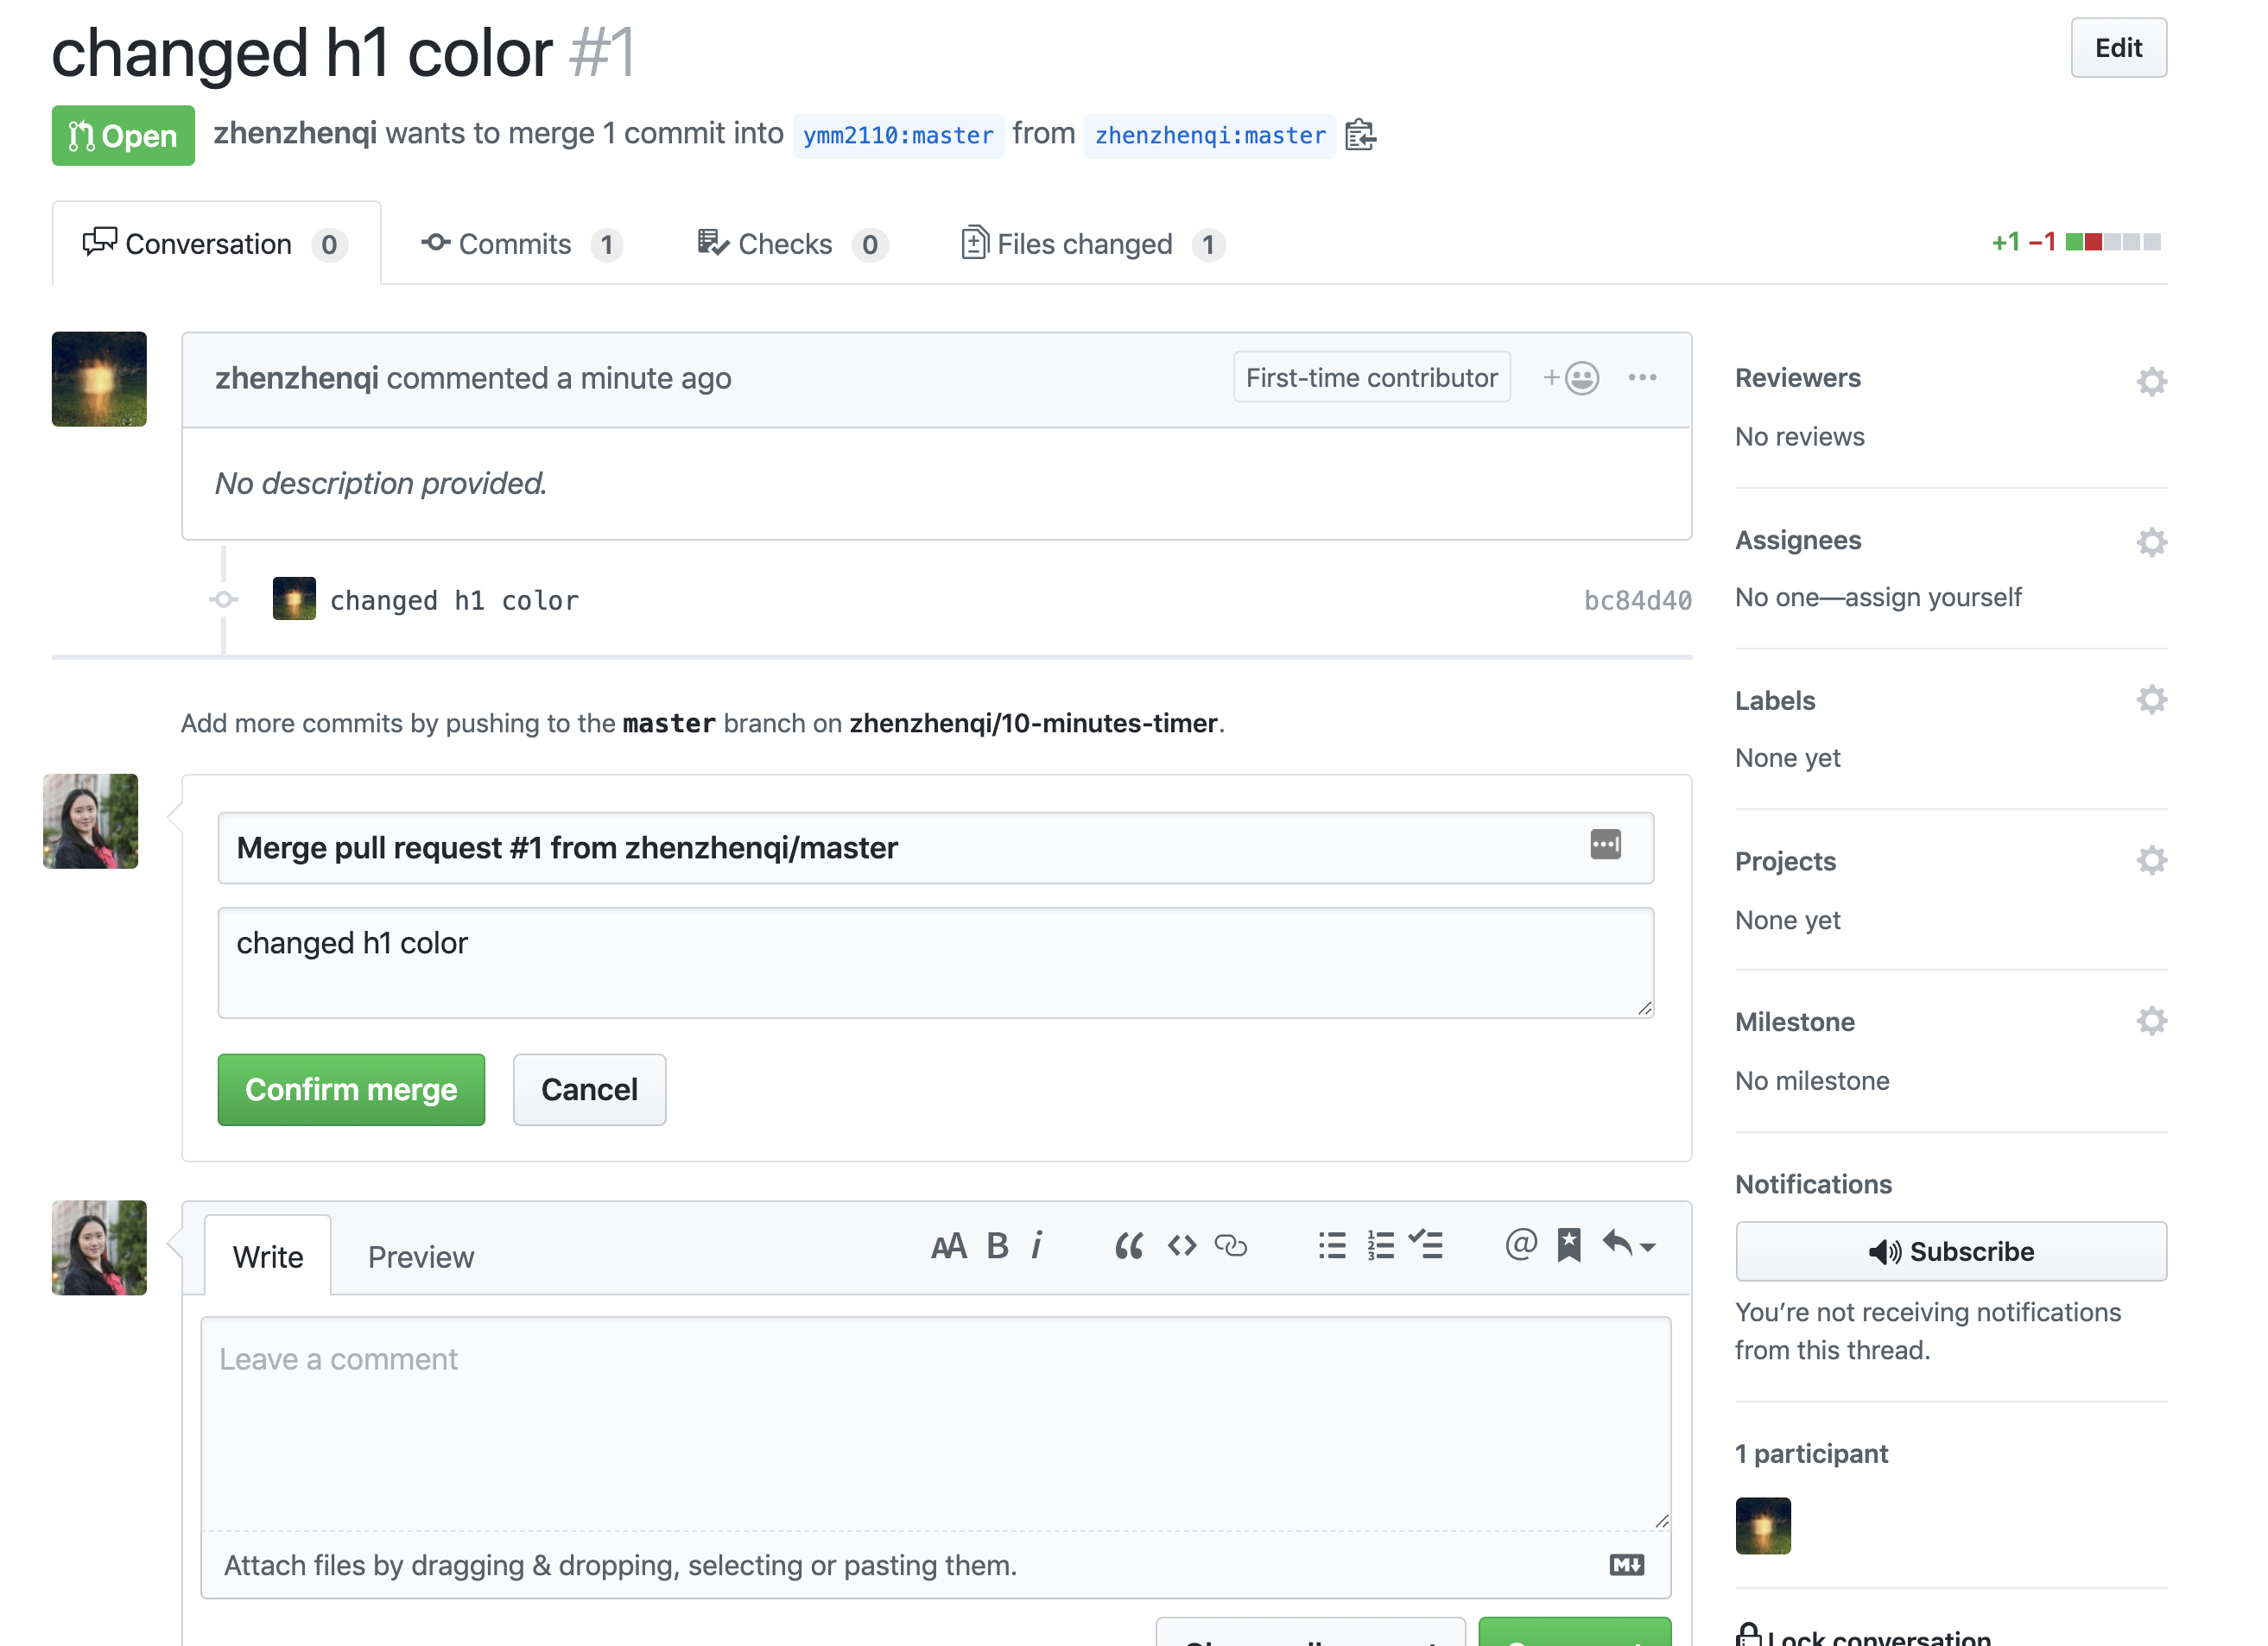 changed h1 color #1
Edit
Open
zhenzhenqi wants to merge 1 commit into ymm2110:master from zhenzhenqi:master
Conversation 0
Commits 1
Checks 0
Files changed 1
+1 −1
zhenzhenqi commented a minute ago
First-time contributor
No description provided.
changed h1 color
bc84d40
Add more commits by pushing to the master branch on zhenzhenqi/10-minutes-timer.
Merge pull request #1 from zhenzhenqi/master
changed h1 color
Confirm merge
Cancel
Write
Preview
Leave a comment
Attach files by dragging & dropping, selecting or pasting them.
Reviewers
No reviews
Assignees
No one—assign yourself
Labels
None yet
Projects
None yet
Milestone
No milestone
Notifications
Subscribe
You’re not receiving notifications
from this thread.
1 participant
Lock conversation